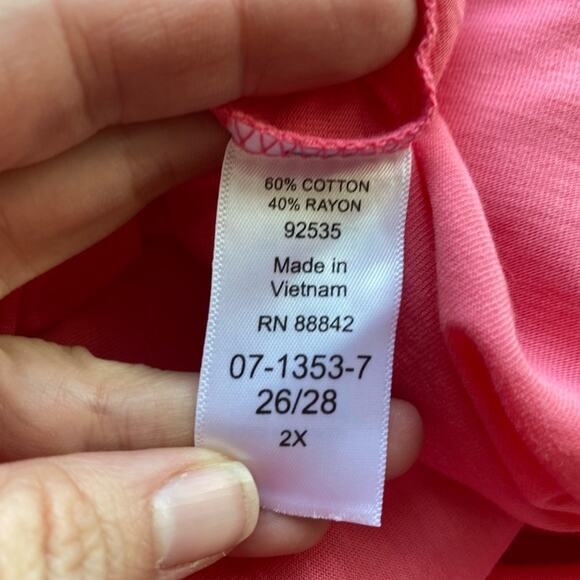 60% COTTON
40% RAYON
92535
Made in
Vietnam
RN 88842
07-1353-7
26/28
2X